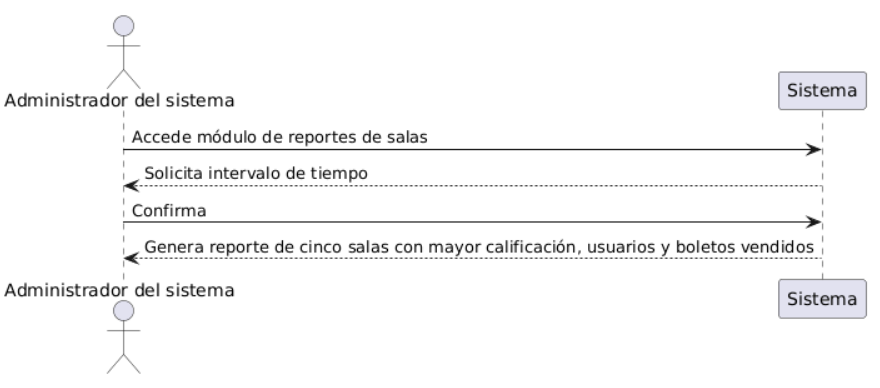 Administrador del sistema
Sistema
Accede módulo de reportes de salas
Solicita intervalo de tiempo
Confirma
Genera reporte de cinco salas con mayor calificación, usuarios y boletos vendidos
Administrador del sistema
Sistema